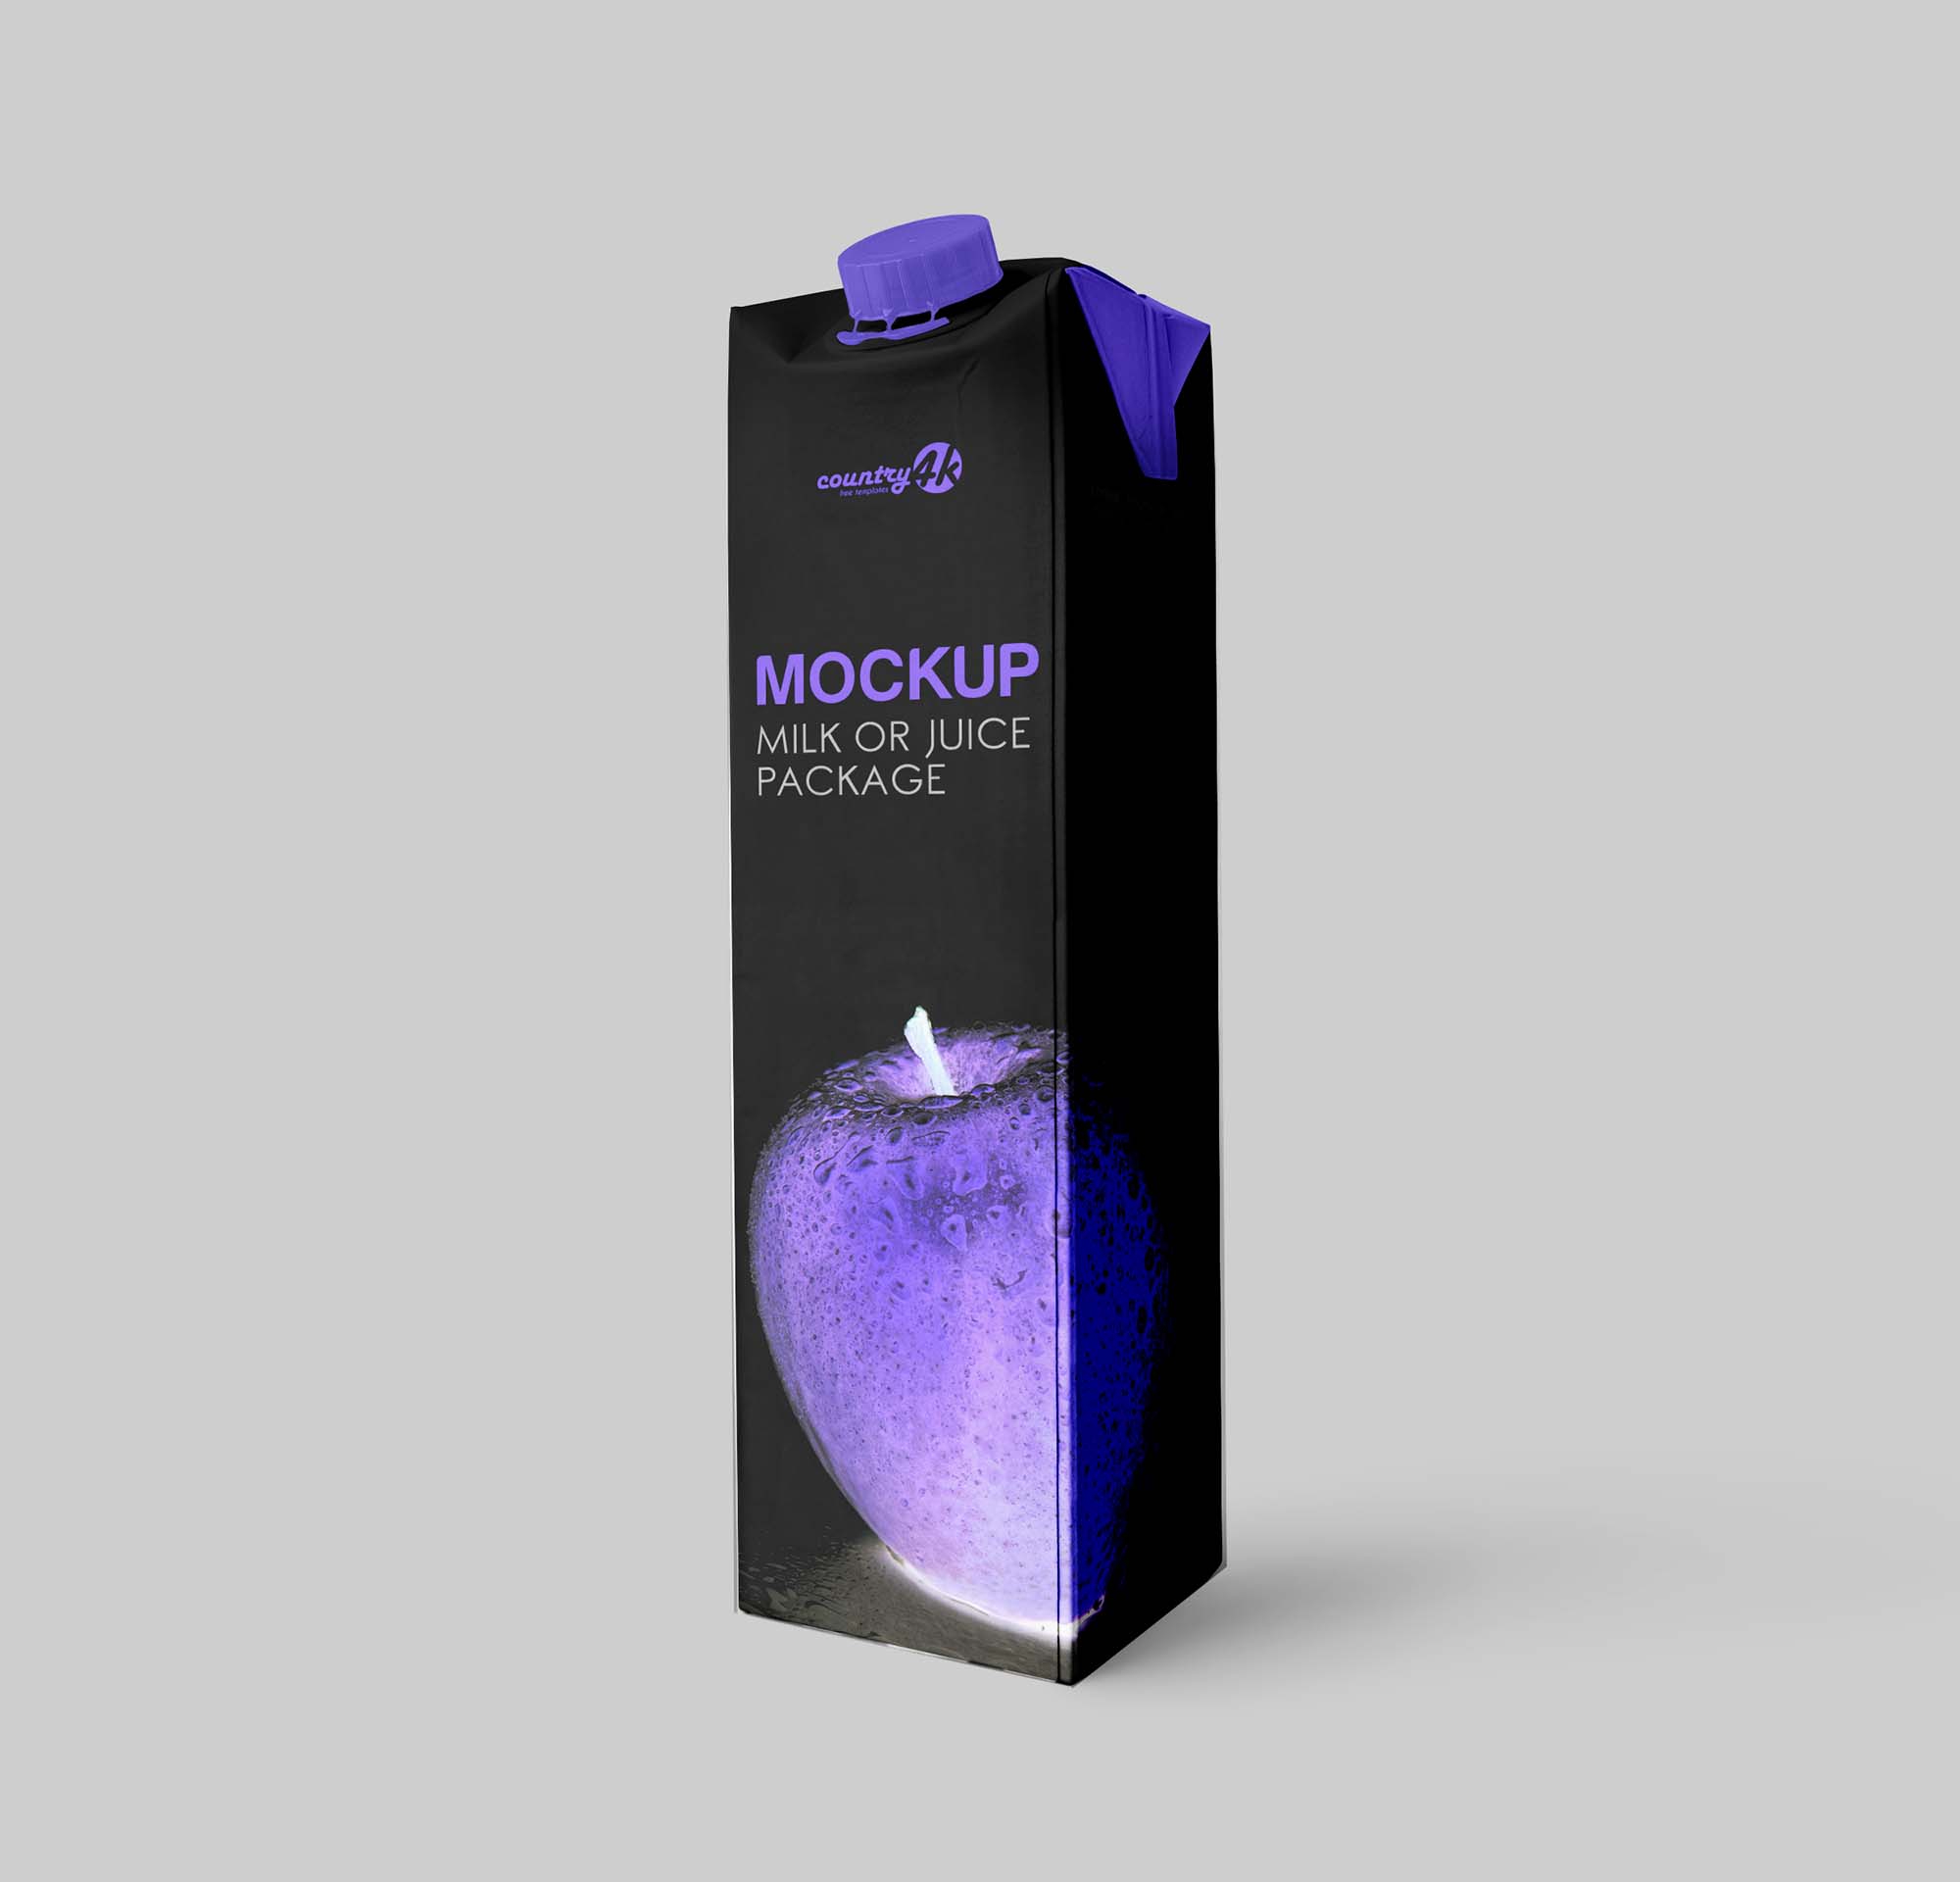 country4k
free templates
MOCKUP
MILK OR JUICE
PACKAGE